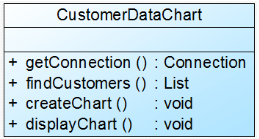 CustomerDataChart
+ getConnection () : Connection
+ findCustomers () : List
+ createChart () : void
+ displayChart () : void